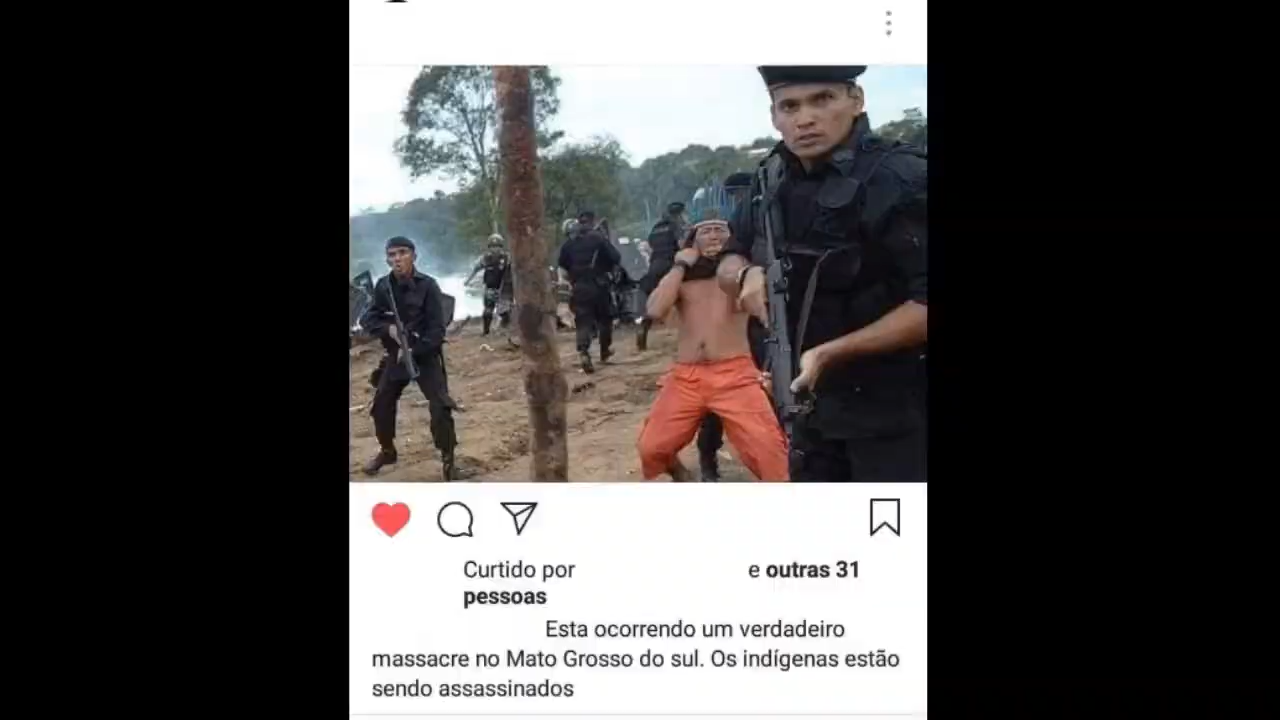 Curtido por e outras 31
pessoas
Esta ocorrendo um verdadeiro
massacre no Mato Grosso do sul. Os indígenas estão
sendo assassinados